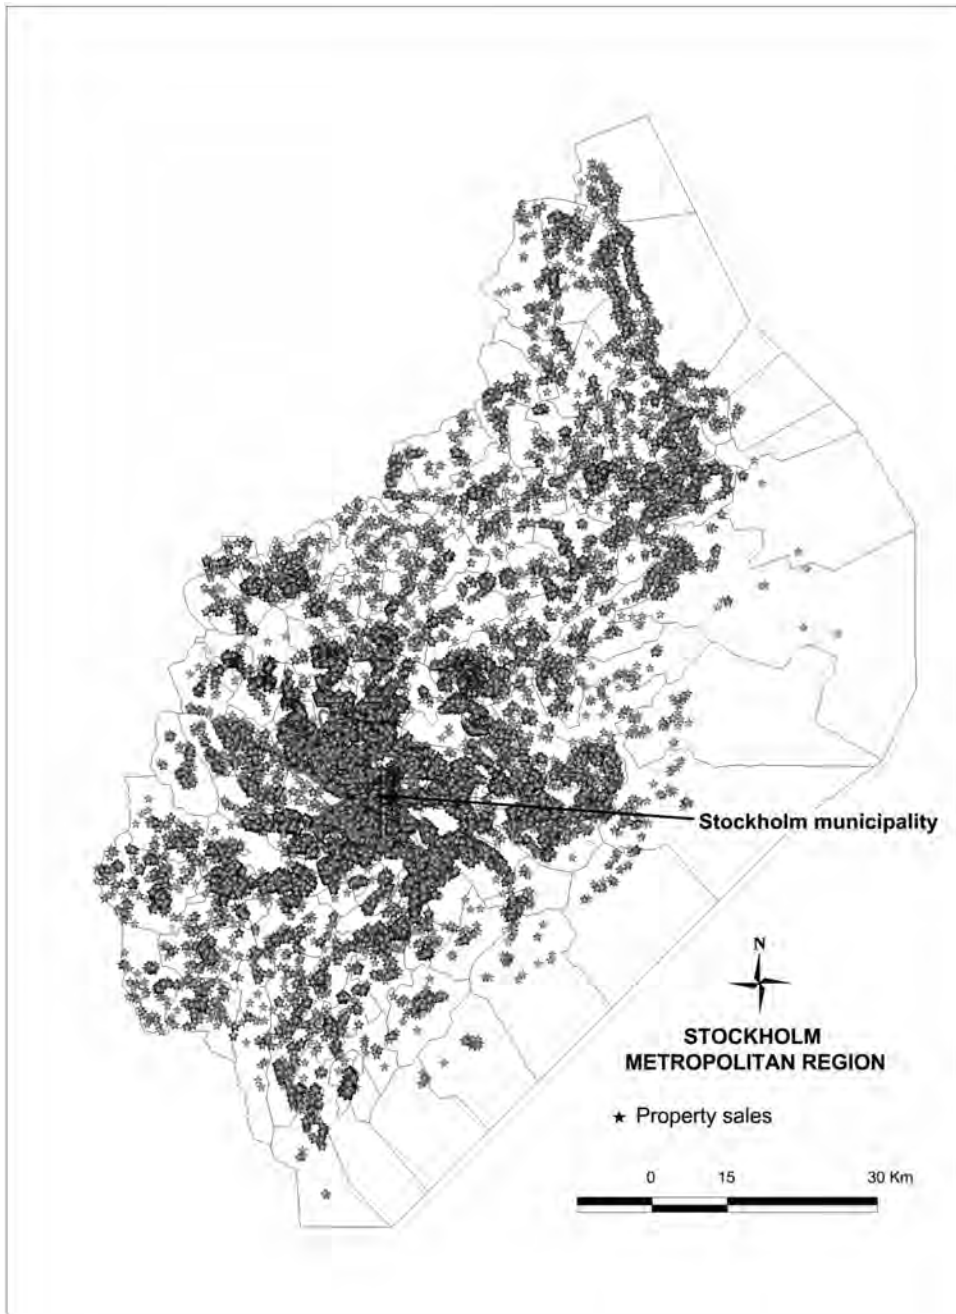 Stockholm municipality
N
STOCKHOLM
METROPOLITAN REGION
★ Property sales
0 15 30 Km